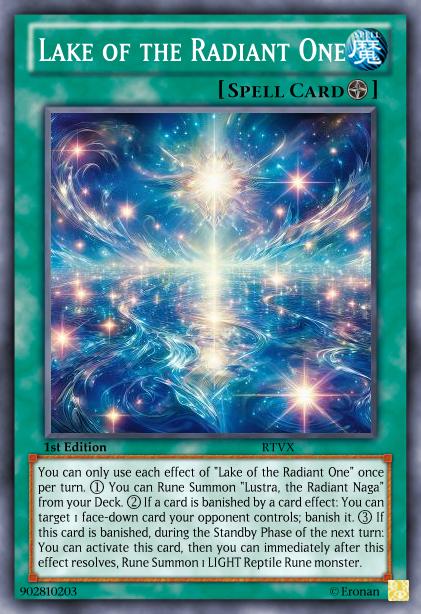 LAKE OF THE RADIANT ONE
SPELL
魔
[SPELL CARD]
1st Edition RTVX
You can only use each effect of "Lake of the Radiant One" once
per turn. ① You can Rune Summon "Lustra, the Radiant Naga"
from your Deck. ② If a card is banished by a card effect: You can
target 1 face-down card your opponent controls; banish it. ③ If
this card is banished, during the Standby Phase of the next turn:
You can activate this card, then you can immediately after this
effect resolves, Rune Summon 1 LIGHT Reptile Rune monster.
902810203 ©Eronan